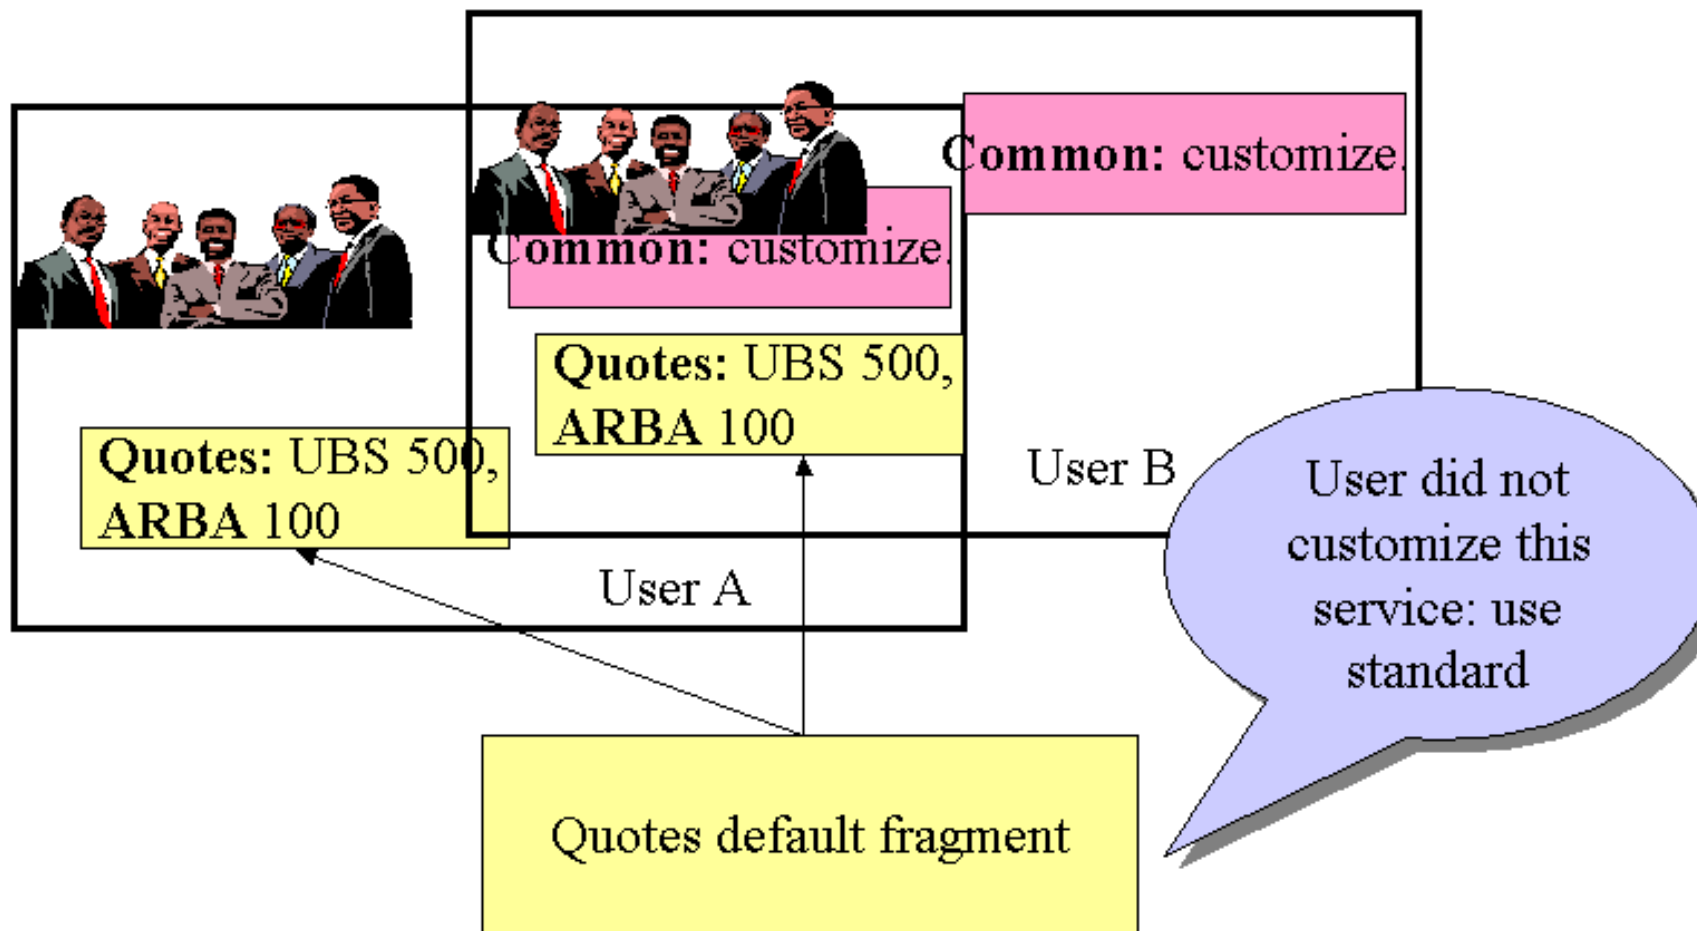 Common: customize.
Common: customize.
Quotes: UBS 500,
ARBA 100
Quotes: UBS 500,
ARBA 100
User B
User A
User did not
customize this
service: use
standard
Quotes default fragment